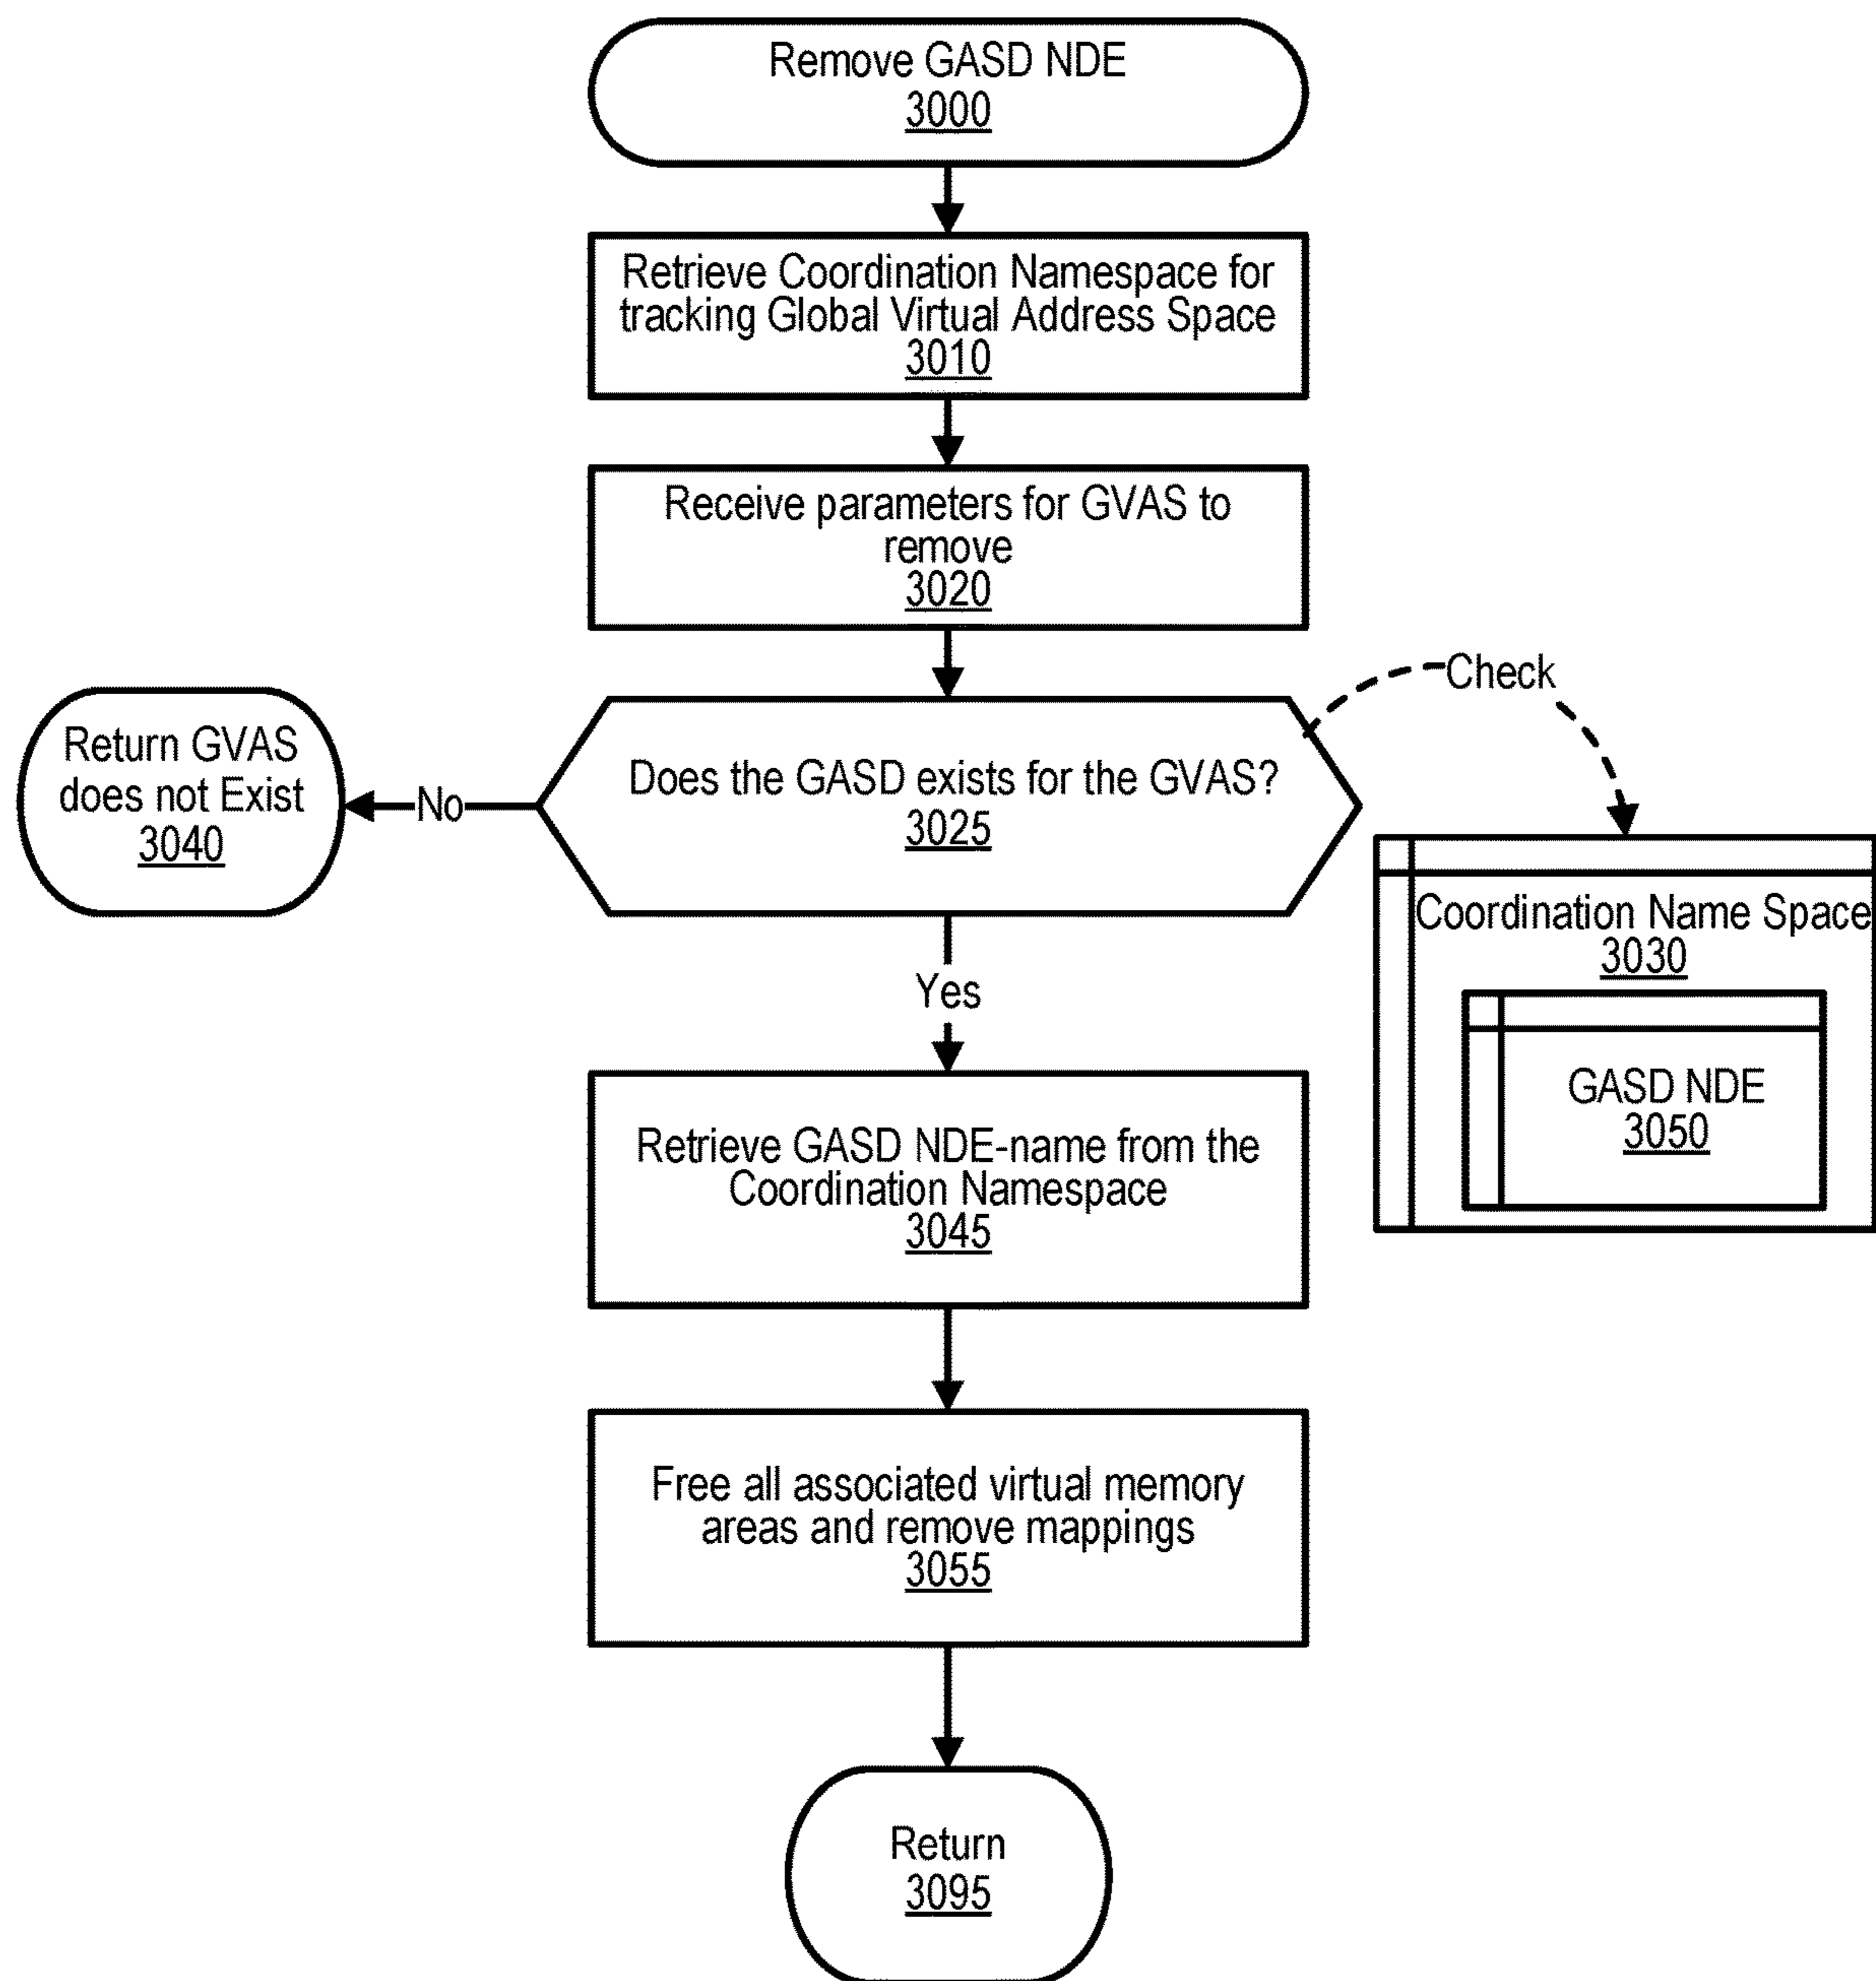 Remove GASD NDE
3000
Retrieve Coordination Namespace for
tracking Global Virtual Address Space
3010
Receive parameters for GVAS to
remove
3020
Check
Return GVAS
does not Exist
3040
No
Does the GASD exists for the GVAS?
3025
Coordination Name Space
3030
GASD NDE
3050
Yes
Retrieve GASD NDE-name from the
Coordination Namespace
3045
Free all associated virtual memory
areas and remove mappings
3055
Return
3095